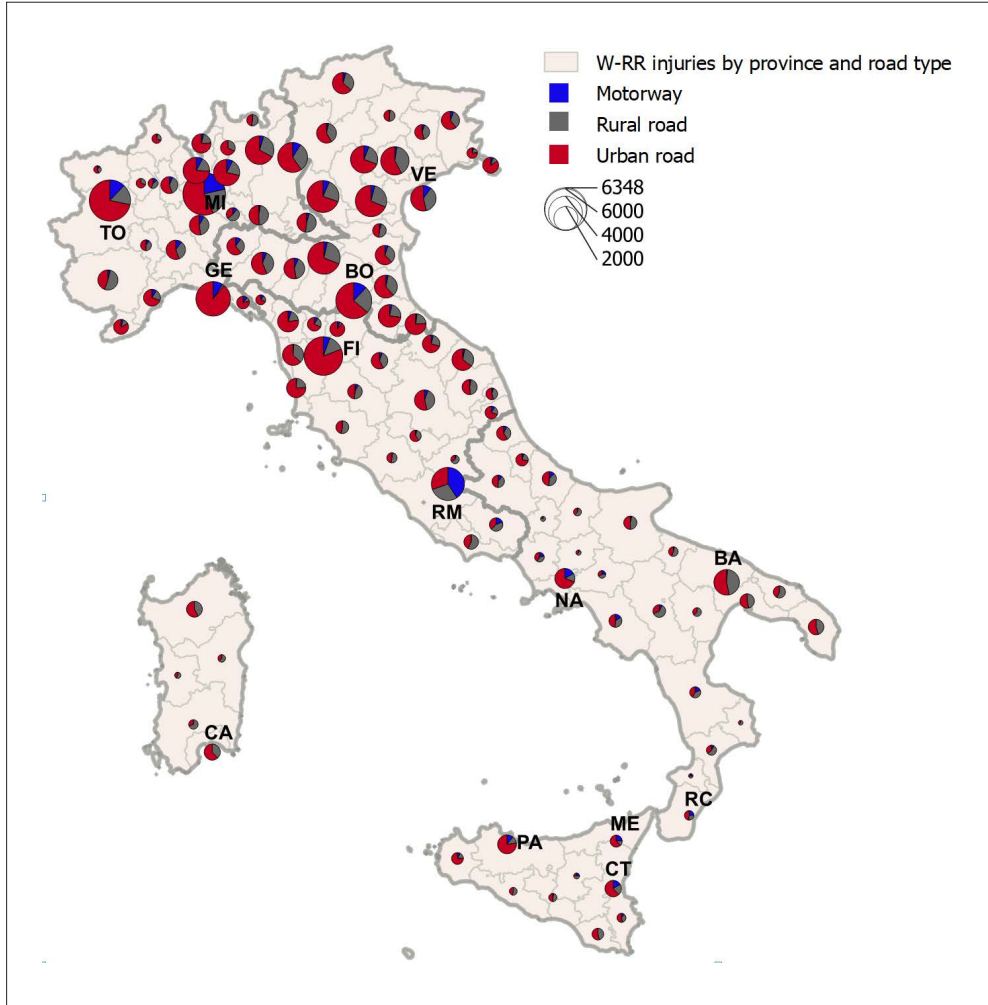 W-RR injuries by province and road type
Motorway
Rural road
Urban road
6348
6000
4000
2000
VE
MI
TO
GE
BO
FI
RM
BA
NA
CA
RC
ME
PA
CT